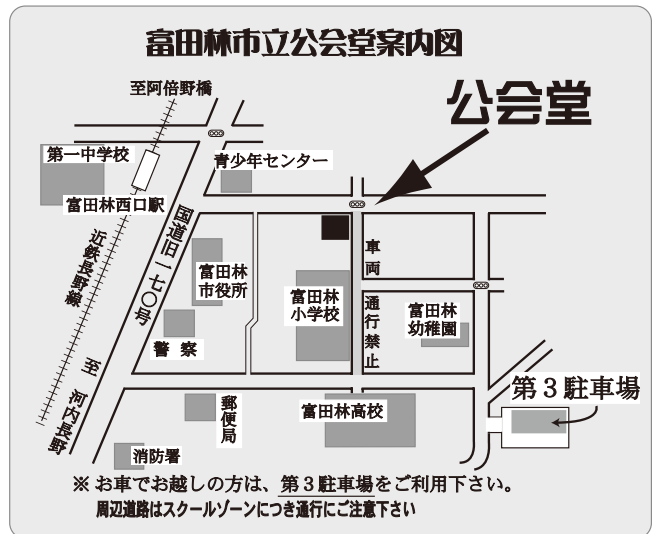 富田林市立公会堂案内図
至阿倍野橋
公会堂
第一中学校
青少年センター
富田林西口駅
国道旧一七〇号
近鉄長野線
富田林
市役所
富田林
小学校
車両
通行禁止
富田林
幼稚園
警察
至河内長野
郵便局
富田林高校
第3駐車場
消防署
※ お車でお越しの方は、第3駐車場をご利用下さい。
周辺道路はスクールゾーンにつき通行にご注意下さい